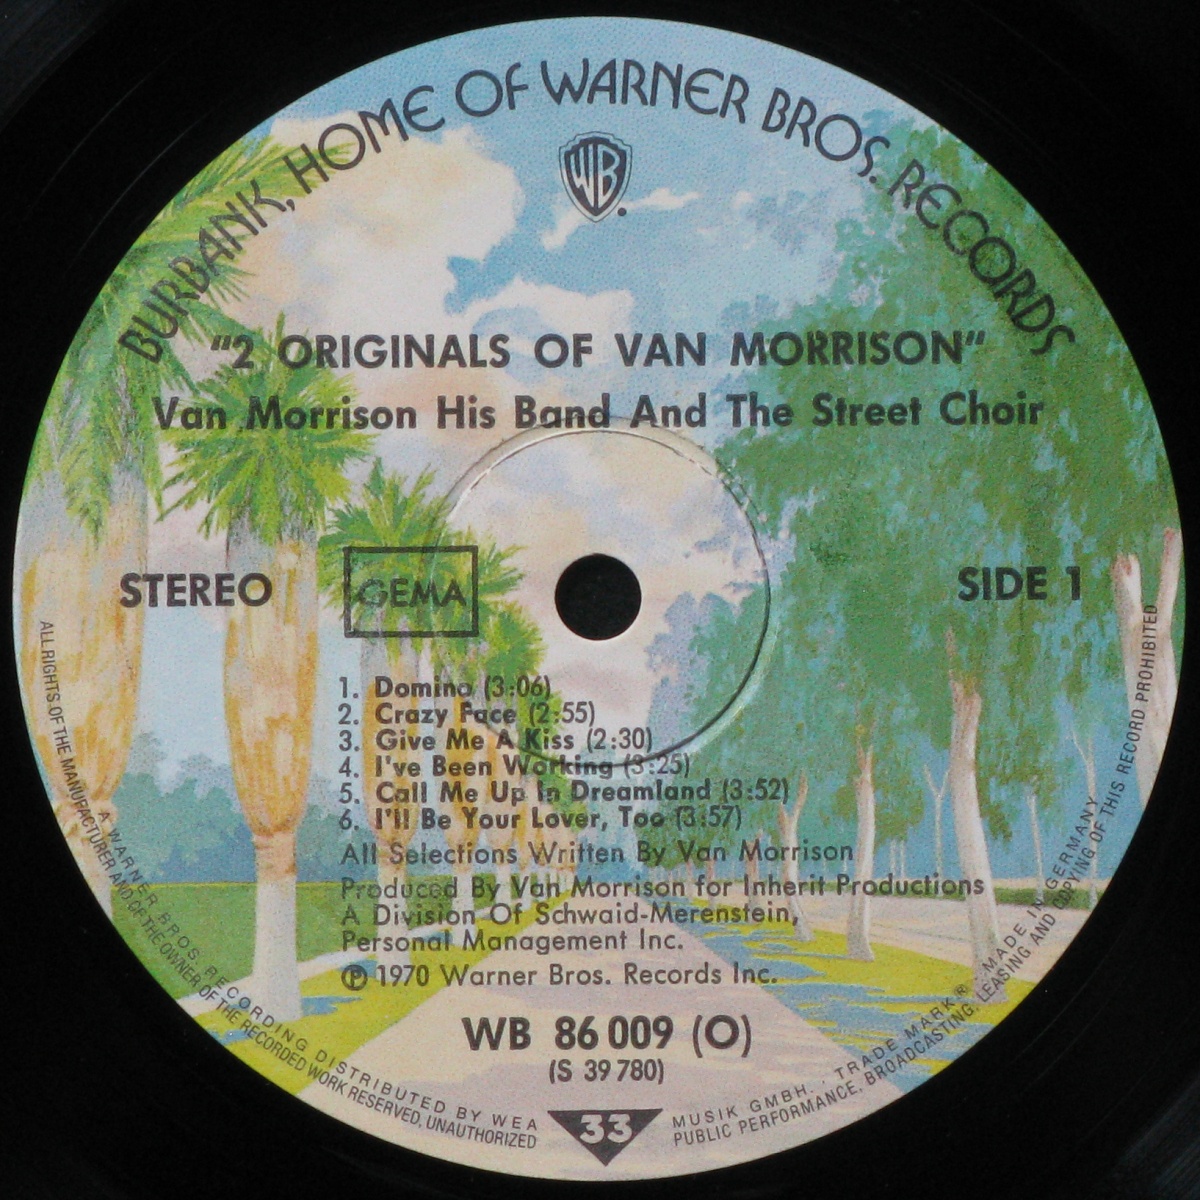 BURBANK, HOME OF WARNER BROS. RECORDS
WB
"2 ORIGINALS OF VAN MORRISON"
Van Morrison His Band And The Street Choir
STEREO
GEMA
SIDE 1
1. Domino (3:06)
2. Crazy Face (2:55)
3. Give Me A Kiss (2:30)
4. I've Been Working (3:25)
5. Call Me Up In Dreamland (3:52)
6. I'll Be Your Lover, Too (3:57)
All Selections Written By Van Morrison
Produced By Van Morrison for Inherit Productions
A Division Of Schwaid-Merenstein,
Personal Management Inc.
Ⓟ 1970 Warner Bros. Records Inc.
WB 86 009 (O)
(S 39 780)
33
A WARNER BROS. RECORDING DISTRIBUTED BY WEA MUSIK GMBH. . TRADE MARK ® . MADE IN GERMANY
ALL RIGHTS OF THE MANUFACTURER AND OF THE OWNER OF THE RECORDED WORK RESERVED, UNAUTHORIZED PUBLIC PERFORMANCE, BROADCASTING, LEASING AND COPYING OF THIS RECORD PROHIBITED